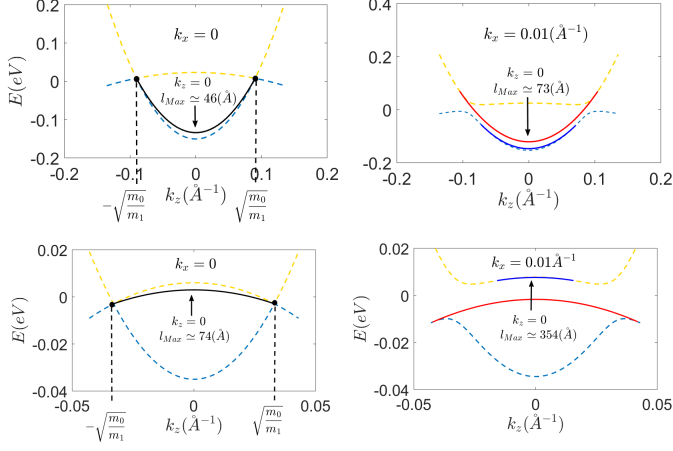 0.2
0.1
0
-0.1
-0.2
E(eV)
k_x = 0
k_z = 0
l_Max ≃ 46(Å)
-0.2
-0.1
0
0.1
0.2
k_z(Å⁻¹)
−√(m_0/m_1)
√(m_0/m_1)
0.4
0.2
0
-0.2
k_x = 0.01(Å⁻¹)
k_z = 0
l_Max ≃ 73(Å)
-0.2
-0.1
0
0.1
0.2
k_z(Å⁻¹)
0.02
0
-0.02
-0.04
E(eV)
k_x = 0
k_z = 0
l_Max ≃ 74(Å)
-0.05
0
0.05
k_z(Å⁻¹)
−√(m_0/m_1)
√(m_0/m_1)
0.02
0
-0.02
-0.04
E(eV)
k_x = 0.01Å⁻¹
k_z = 0
l_Max ≃ 354(Å)
-0.05
0
0.05
k_z(Å⁻¹)